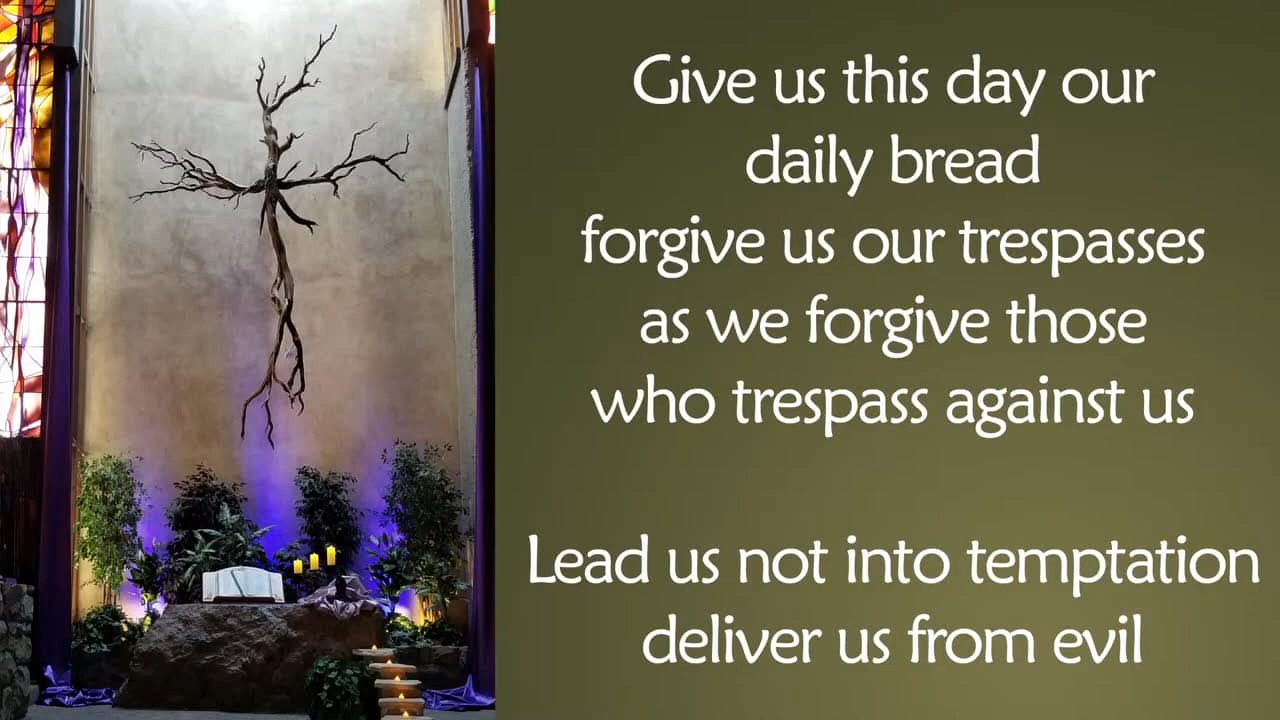 Give us this day our
daily bread
forgive us our trespasses
as we forgive those
who trespass against us
Lead us not into temptation
deliver us from evil